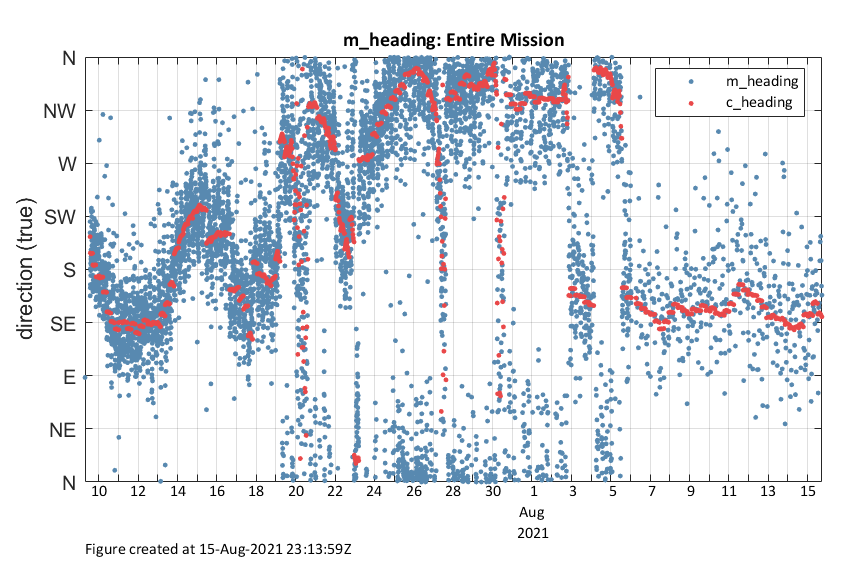 m_heading: Entire Mission
m_heading
c_heading
direction (true)
N
NW
W
SW
S
SE
E
NE
N
10 12 14 16 18 20 22 24 26 28 30 1 3 5 7 9 11 13 15
Aug
2021
Figure created at 15-Aug-2021 23:13:59Z